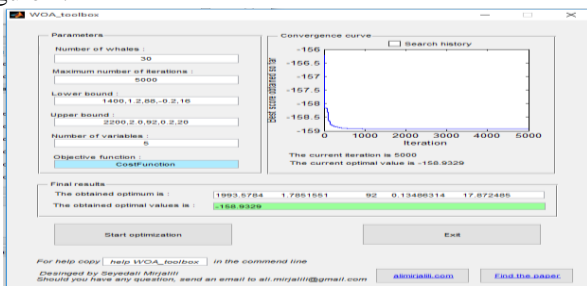 WOA_toolbox
Parameters
Number of whales :
30
Maximum number of iterations :
5000
Lower bound :
1400,1.2,88,-0.2,16
Upper bound :
2200,2.0,92,0.2,20
Number of variables :
5
Objective function :
CostFunction
Convergence curve
Search history
Best score obtained so far
-156
-156.5
-157
-157.5
-158
-158.5
-159
0 1000 2000 3000 4000 5000
Iteration
The current iteration is 5000
The current optimal value is -158.9329
Final results
The obtained optimum is : 1993.5784 1.7851551 92 0.13486314 17.872485
The obtained optimal values is : -158.9329
Start optimization
Exit
For help copy help WOA_toolbox in the commend line
Desinged by Seyedali Mirjalili
Should you have any question, send an email to ali.mirjalili@gmail.com
alimirjalili.com
Find the paper